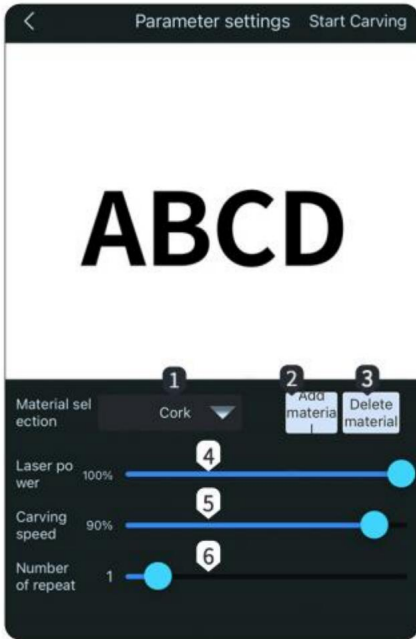 Parameter settings Start Carving
ABCD
1 2 3
Material sel
ection
Cork
Add
materia
l
Delete
material
4
Laser po
wer
100%
5
Carving
speed
90%
6
Number
of repeat
1